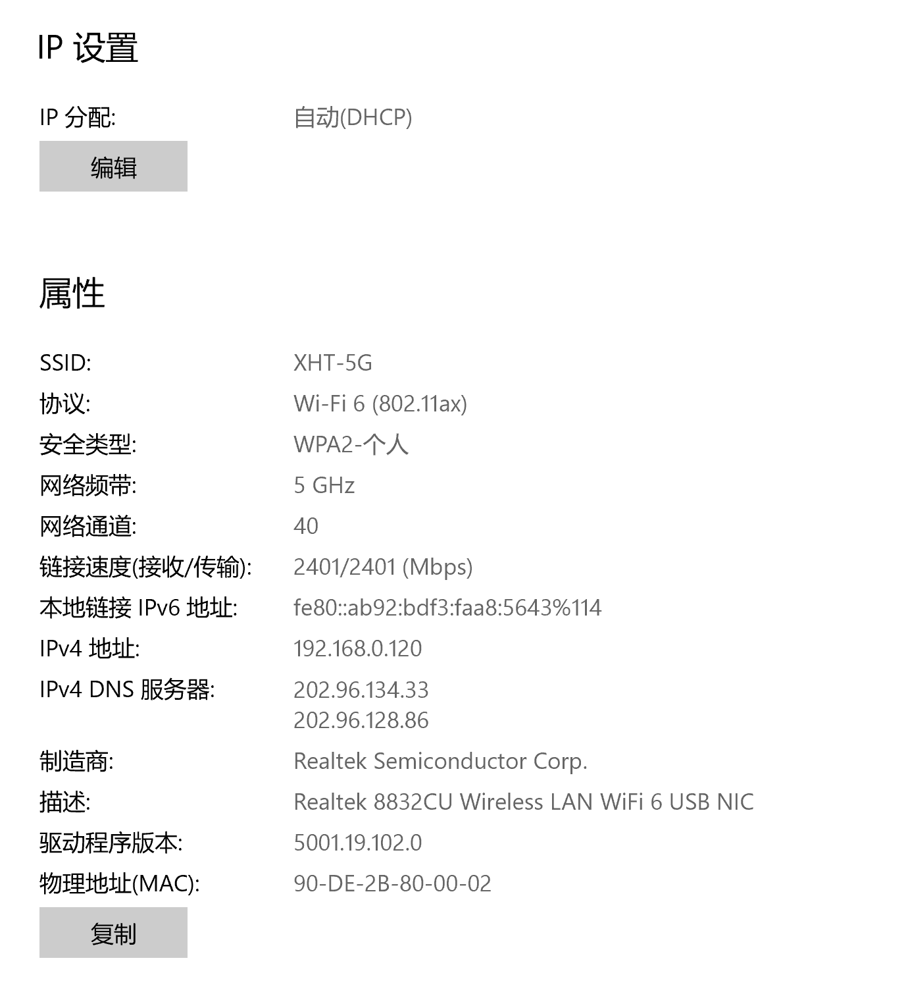 IP 设置
IP 分配: 自动(DHCP)
编辑
属性
SSID: XHT-5G
协议: Wi-Fi 6 (802.11ax)
安全类型: WPA2-个人
网络频带: 5 GHz
网络通道: 40
链接速度(接收/传输): 2401/2401 (Mbps)
本地链接 IPv6 地址: fe80::ab92:bdf3:faa8:5643%114
IPv4 地址: 192.168.0.120
IPv4 DNS 服务器: 202.96.134.33
202.96.128.86
制造商: Realtek Semiconductor Corp.
描述: Realtek 8832CU Wireless LAN WiFi 6 USB NIC
驱动程序版本: 5001.19.102.0
物理地址(MAC): 90-DE-2B-80-00-02
复制